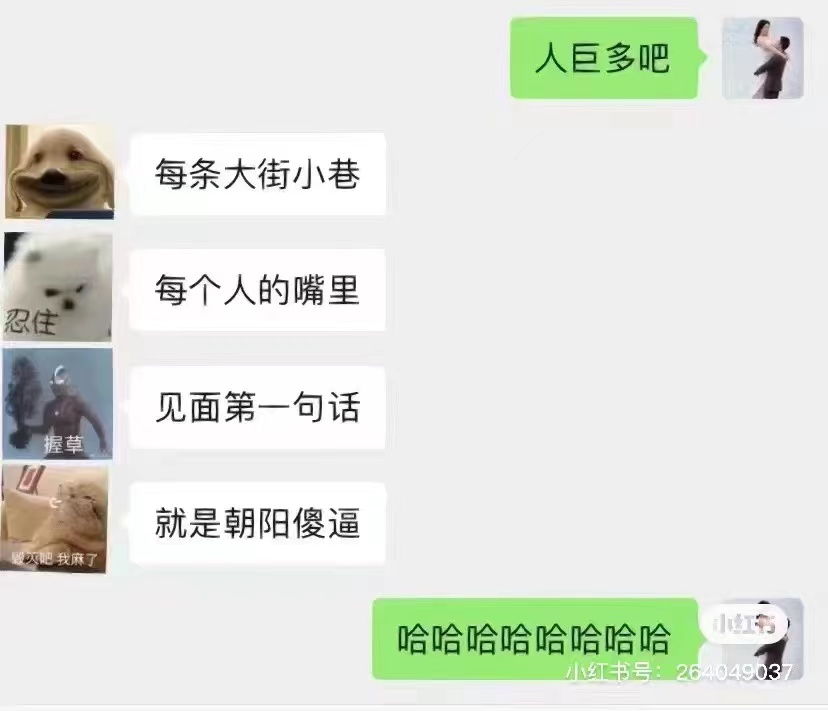 人巨多吧
每条大街小巷
每个人的嘴里
忍住
见面第一句话
握草
就是朝阳傻逼
毁灭吧 我麻了
哈哈哈哈哈哈哈哈
小红书
小红书号：264049037